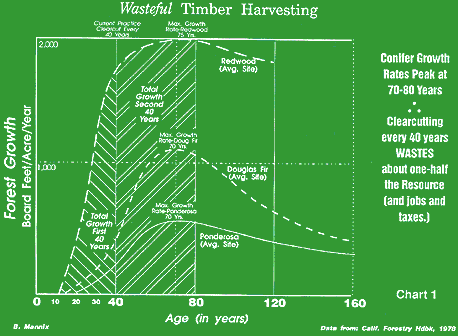 Wasteful Timber Harvesting
Current Practice
Clearcut Every
40 Years
Max. Growth
Rate-Redwood
75 Yrs.
2,000
Redwood
(Avg. Site)
Total
Growth
Second
40
Years
Max. Growth
Rate-Doug Fir
70 Yrs.
1,000
Douglas Fir
(Avg. Site)
Max. Growth
Rate-Ponderosa
70 Yrs.
Total
Growth
First
40
Years
Ponderosa
(Avg. Site)
Forest Growth
Board Feet/Acre/Year
0 10 20 30 40 80 120 160
Age (in years)
Conifer Growth
Rates Peak at
70-80 Years
Clearcutting
every 40 years
WASTES
about one-half
the Resource
(and jobs and
taxes.)
Chart 1
B. Mennix
Data from: Calif. Forestry Hdbk, 1970